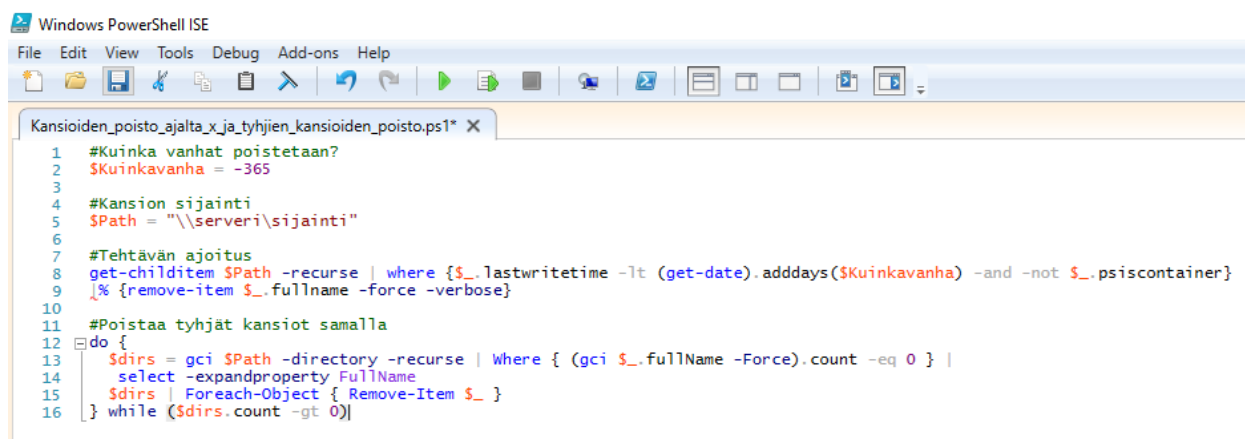 Windows PowerShell ISE
File Edit View Tools Debug Add-ons Help
Kansioiden_poisto_ajalta_x_ja_tyhjien_kansioiden_poisto.ps1* X
1 #Kuinka vanhat poistetaan?
2 $Kuinkavanha = -365
3
4 #Kansion sijainti
5 $Path = "\\serveri\sijainti"
6
7 #Tehtävän ajoitus
8 get-childitem $Path -recurse | where {$_.lastwritetime -lt (get-date).adddays($Kuinkavanha) -and -not $_.psiscontainer}
9 |% {remove-item $_.fullname -force -verbose}
10
11 #Poistaa tyhjät kansiot samalla
12 do {
13 $dirs = gci $Path -directory -recurse | Where { (gci $_.fullName -Force).count -eq 0 } |
14 select -expandproperty FullName
15 $dirs | Foreach-Object { Remove-Item $_ }
16 } while ($dirs.count -gt 0)